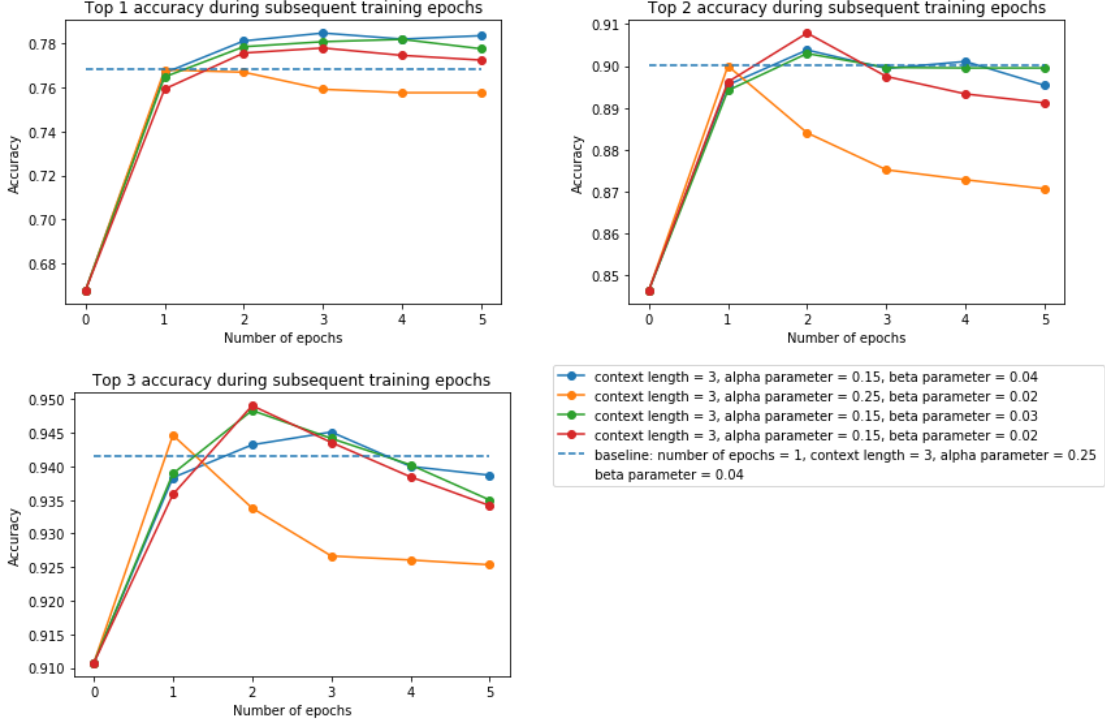 Top 1 accuracy during subsequent training epochs
Accuracy
0.78
0.76
0.74
0.72
0.70
0.68
0 1 2 3 4 5
Number of epochs
Top 2 accuracy during subsequent training epochs
Accuracy
0.91
0.90
0.89
0.88
0.87
0.86
0.85
0 1 2 3 4 5
Number of epochs
Top 3 accuracy during subsequent training epochs
Accuracy
0.950
0.945
0.940
0.935
0.930
0.925
0.920
0.915
0.910
0 1 2 3 4 5
Number of epochs
context length = 3, alpha parameter = 0.15, beta parameter = 0.04
context length = 3, alpha parameter = 0.25, beta parameter = 0.02
context length = 3, alpha parameter = 0.15, beta parameter = 0.03
context length = 3, alpha parameter = 0.15, beta parameter = 0.02
baseline: number of epochs = 1, context length = 3, alpha parameter = 0.25
beta parameter = 0.04